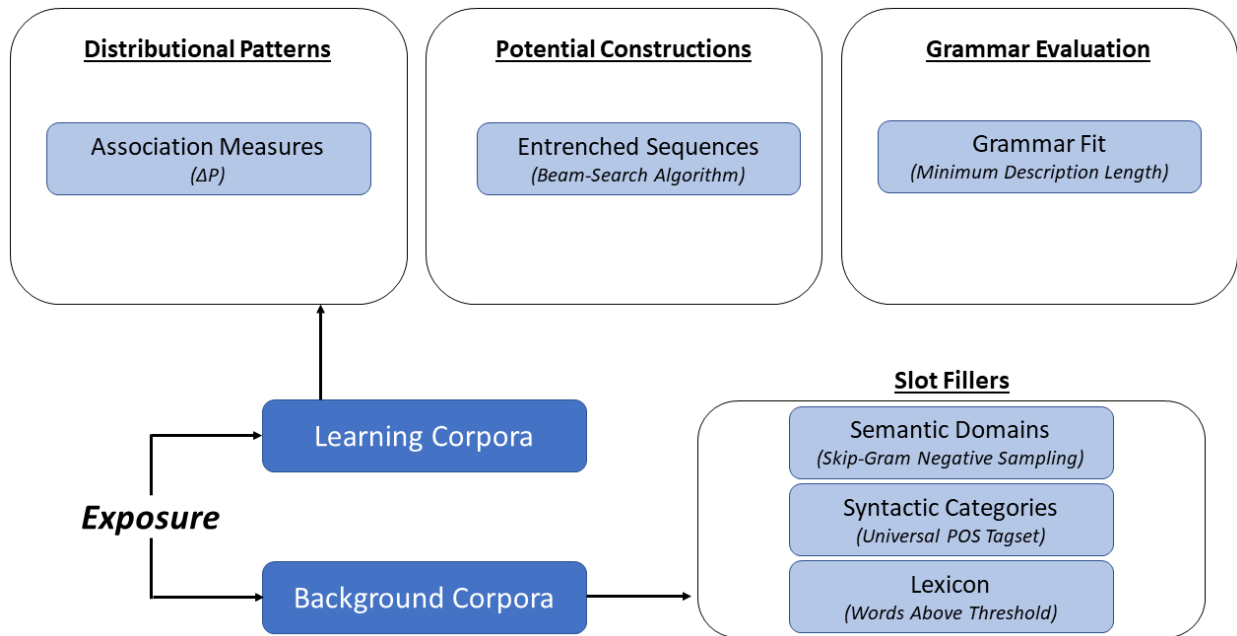 Distributional Patterns
Association Measures
(ΔP)
Potential Constructions
Entrenched Sequences
(Beam-Search Algorithm)
Grammar Evaluation
Grammar Fit
(Minimum Description Length)
Exposure
Learning Corpora
Background Corpora
Slot Fillers
Semantic Domains
(Skip-Gram Negative Sampling)
Syntactic Categories
(Universal POS Tagset)
Lexicon
(Words Above Threshold)